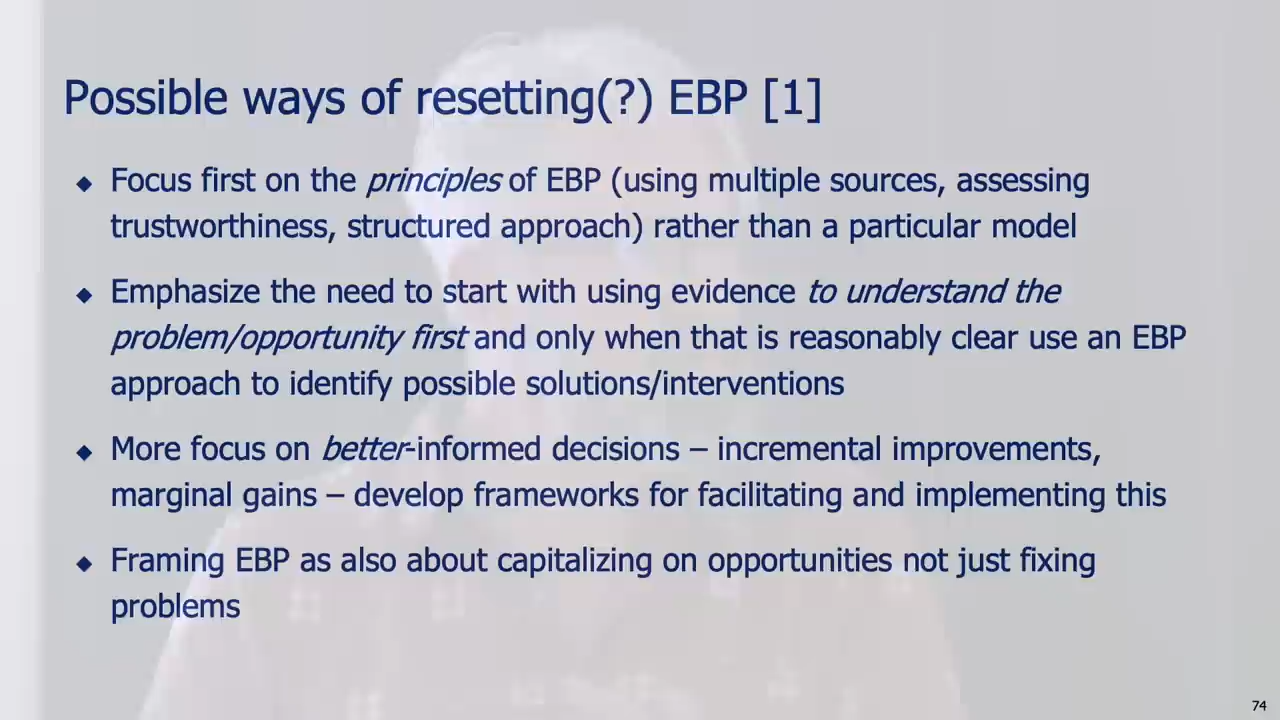 Possible ways of resetting(?) EBP [1]
◆ Focus first on the principles of EBP (using multiple sources, assessing
trustworthiness, structured approach) rather than a particular model
◆ Emphasize the need to start with using evidence to understand the
problem/opportunity first and only when that is reasonably clear use an EBP
approach to identify possible solutions/interventions
◆ More focus on better-informed decisions – incremental improvements,
marginal gains – develop frameworks for facilitating and implementing this
◆ Framing EBP as also about capitalizing on opportunities not just fixing
problems
74